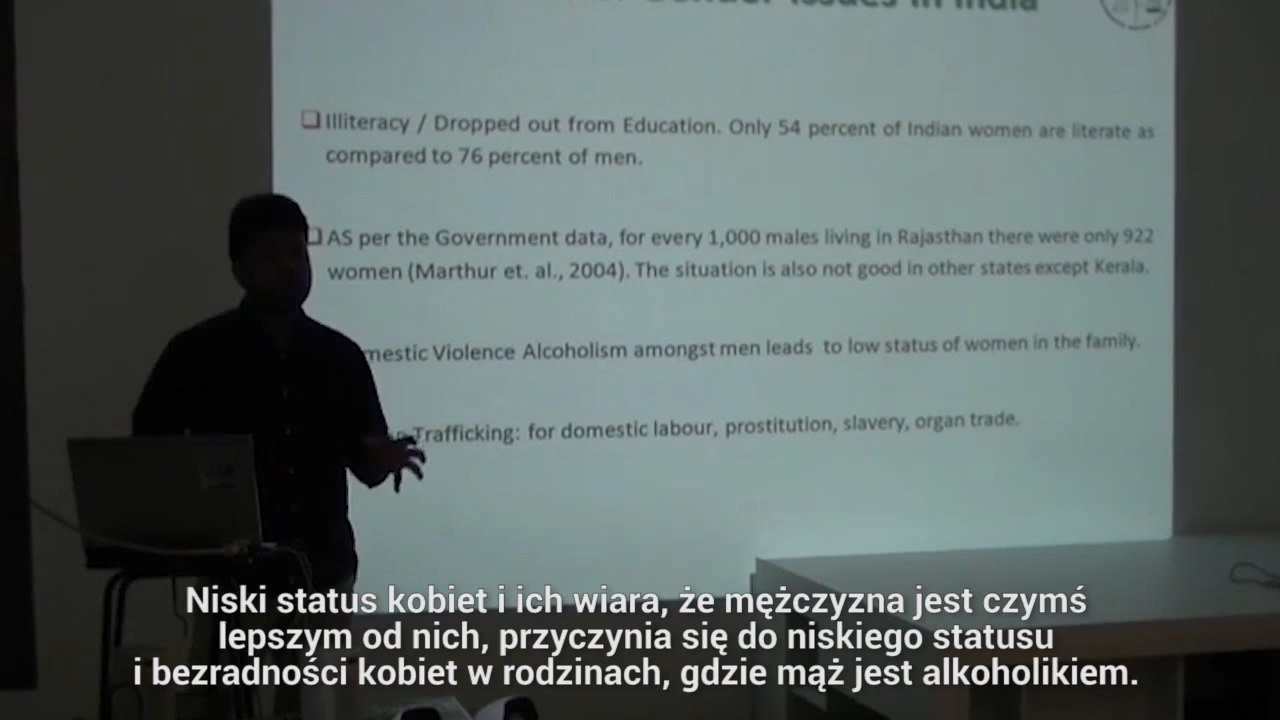 Issues in India
Illiteracy / Dropped out from Education. Only 54 percent of Indian women are literate as
compared to 76 percent of men.
AS per the Government data, for every 1,000 males living in Rajasthan there were only 922
women (Marthur et. al., 2004). The situation is also not good in other states except Kerala.
mestic Violence Alcoholism amongst men leads to low status of women in the family.
Trafficking: for domestic labour, prostitution, slavery, organ trade.
Niski status kobiet i ich wiara, że mężczyzna jest czymś
lepszym od nich, przyczynia się do niskiego statusu
i bezradności kobiet w rodzinach, gdzie mąż jest alkoholikiem.